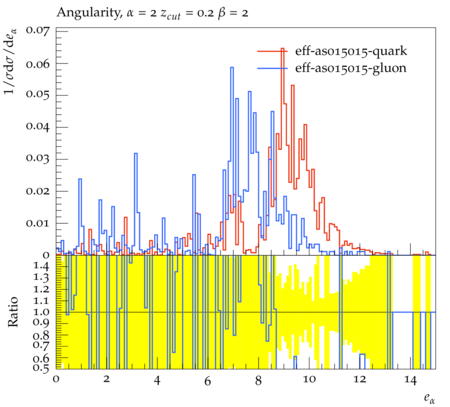 Angularity, α = 2 z_cut = 0.2 β = 2
1/σdσ/de_α
0.07
0.06
0.05
0.04
0.03
0.02
0.01
0
eff-as015015-quark
eff-as015015-gluon
Ratio
1.4
1.3
1.2
1.1
1.0
0.9
0.8
0.7
0.6
0.5
0 2 4 6 8 10 12 14
e_α